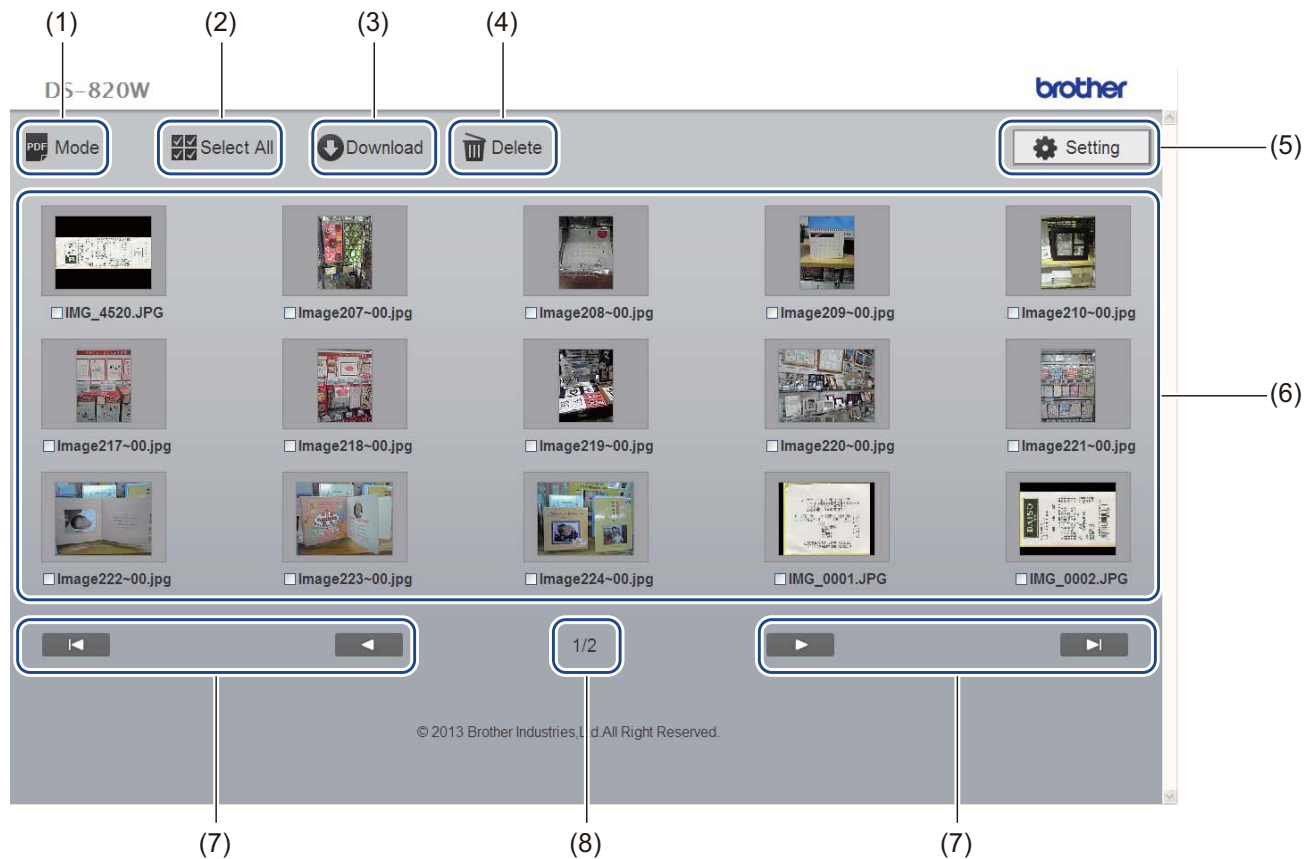 (1) (2) (3) (4)
DS-820W brother
PDF Mode Select All Download Delete Setting (5)
IMG_4520.JPG Image207~00.jpg Image208~00.jpg Image209~00.jpg Image210~00.jpg
(6)
Image217~00.jpg Image218~00.jpg Image219~00.jpg Image220~00.jpg Image221~00.jpg
DAISO
Image222~00.jpg Image223~00.jpg Image224~00.jpg IMG_0001.JPG IMG_0002.JPG
1/2
© 2013 Brother Industries,Ltd.All Right Reserved.
(7) (8) (7)